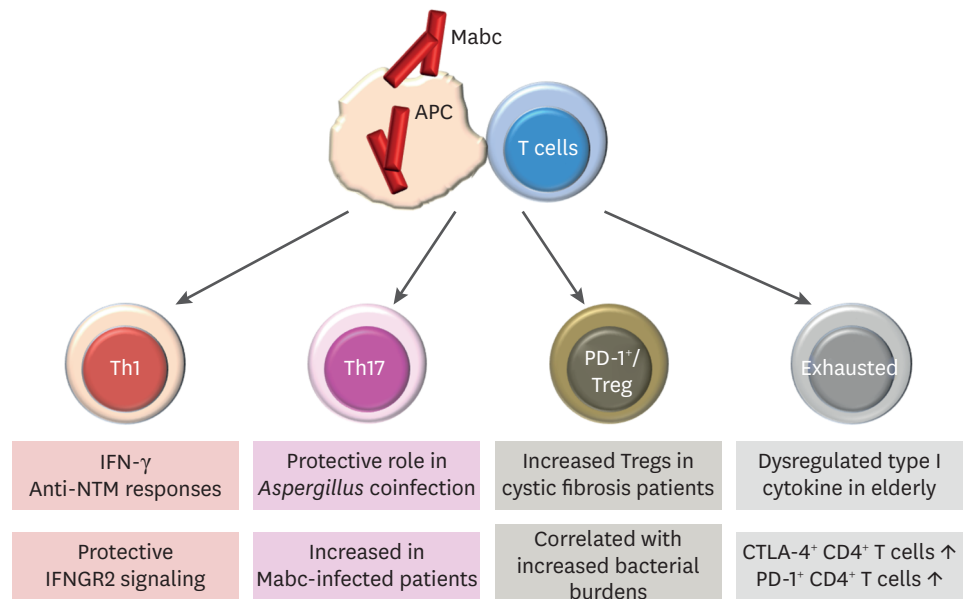 Mabc
APC
T cells
Th1
Th17
PD-1⁺/
Treg
Exhausted
IFN-γ
Anti-NTM responses
Protective role in
Aspergillus coinfection
Increased Tregs in
cystic fibrosis patients
Dysregulated type I
cytokine in elderly
Protective
IFNGR2 signaling
Increased in
Mabc-infected patients
Correlated with
increased bacterial
burdens
CTLA-4⁺ CD4⁺ T cells ↑
PD-1⁺ CD4⁺ T cells ↑